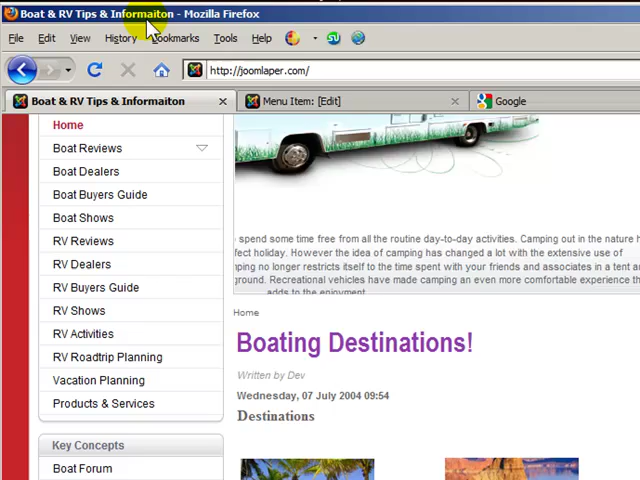 Boat & RV Tips & Informaiton - Mozilla Firefox
File Edit View History Bookmarks Tools Help
http://joomlaper.com/
Boat & RV Tips & Informaiton
Menu Item: [Edit]
Google
Home
Boat Reviews
Boat Dealers
Boat Buyers Guide
Boat Shows
RV Reviews
RV Dealers
RV Buyers Guide
RV Shows
RV Activities
RV Roadtrip Planning
Vacation Planning
Products & Services
Key Concepts
Boat Forum
spend some time free from all the routine day-to-day activities. Camping out in the nature
fect holiday. However the idea of camping has changed a lot with the extensive use of
ping no longer restricts itself to the time spent with your friends and associates in a tent
ground. Recreational vehicles have made camping an even more comfortable experience
adds to the enjoyment
Home
Boating Destinations!
Written by Dev
Wednesday, 07 July 2004 09:54
Destinations